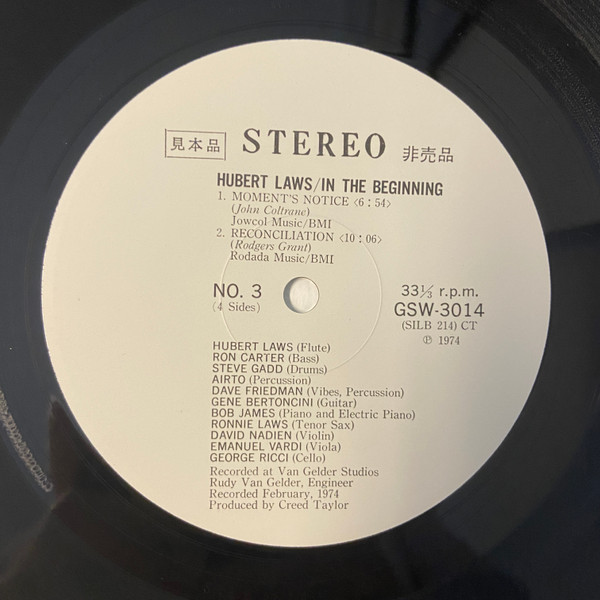 見本品 STEREO 非売品
HUBERT LAWS/IN THE BEGINNING
1. MOMENT'S NOTICE <6:54>
(John Coltrane)
Jowcol Music/BMI
2. RECONCILIATION <10:06>
(Rodgers Grant)
Rodada Music/BMI
NO. 3
(4 Sides)
33⅓ r.p.m.
GSW-3014
(SILB 214) CT
℗ 1974
HUBERT LAWS (Flute)
RON CARTER (Bass)
STEVE GADD (Drums)
AIRTO (Percussion)
DAVE FRIEDMAN (Vibes, Percussion)
GENE BERTONCINI (Guitar)
BOB JAMES (Piano and Electric Piano)
RONNIE LAWS (Tenor Sax)
DAVID NADIEN (Violin)
EMANUEL VARDI (Viola)
GEORGE RICCI (Cello)
Recorded at Van Gelder Studios
Rudy Van Gelder, Engineer
Recorded February, 1974
Produced by Creed Taylor